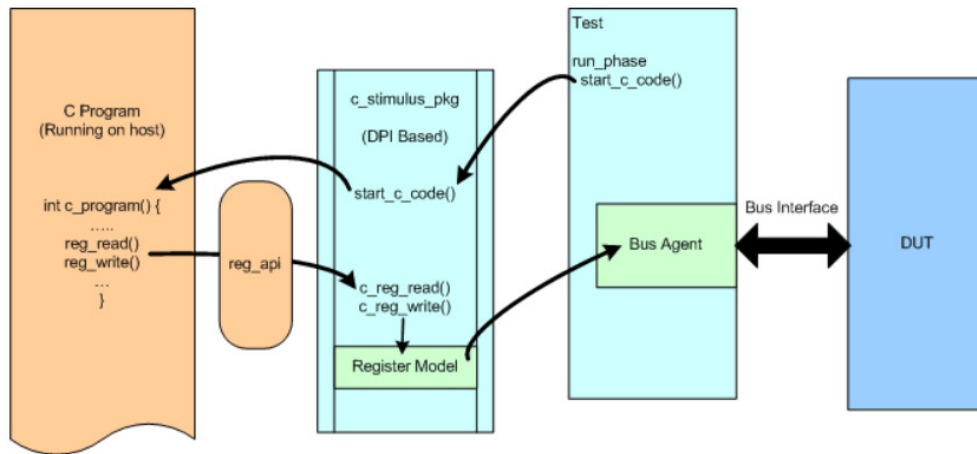 C Program
(Running on host)
int c_program() {
.....
reg_read()
reg_write()
...
}
reg_api
c_stimulus_pkg
(DPI Based)
start_c_code()
c_reg_read()
c_reg_write()
Register Model
Test
run_phase
start_c_code()
Bus Agent
Bus Interface
DUT